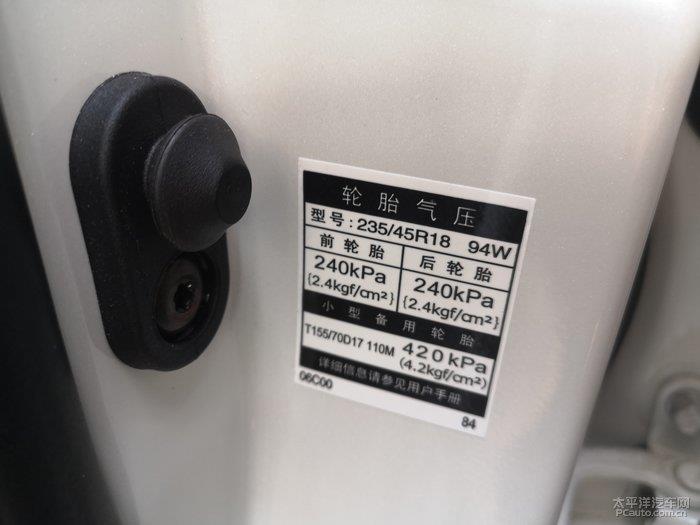 轮胎气压
型号:235/45R18 94W
前轮胎 后轮胎
240kPa 240kPa
{2.4kgf/cm²} {2.4kgf/cm²}
小型备用轮胎
T155/70D17 110M 420kPa
(4.2kgf/cm²)
详细信息请参见用户手册
06C00 84
太平洋汽车网
PCauto.com.cn